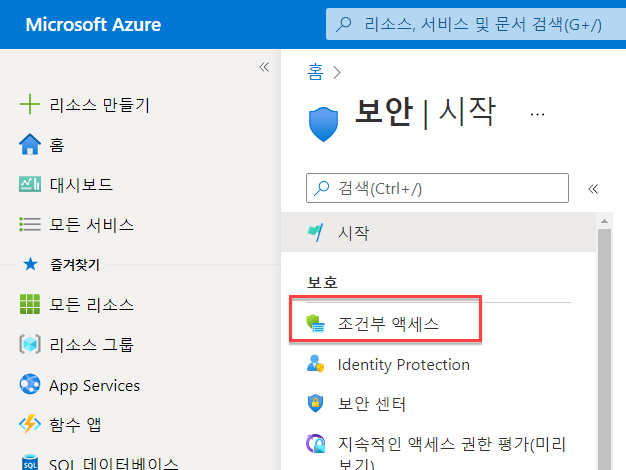 Microsoft Azure
리소스, 서비스 및 문서 검색(G+/)
«
리소스 만들기
홈
대시보드
모든 서비스
즐겨찾기
모든 리소스
리소스 그룹
App Services
함수 앱
SQL 데이터베이스
홈 >
보안 | 시작 ...
검색(Ctrl+/)
«
시작
보호
조건부 액세스
Identity Protection
보안 센터
지속적인 액세스 권한 평가(미리
보기)